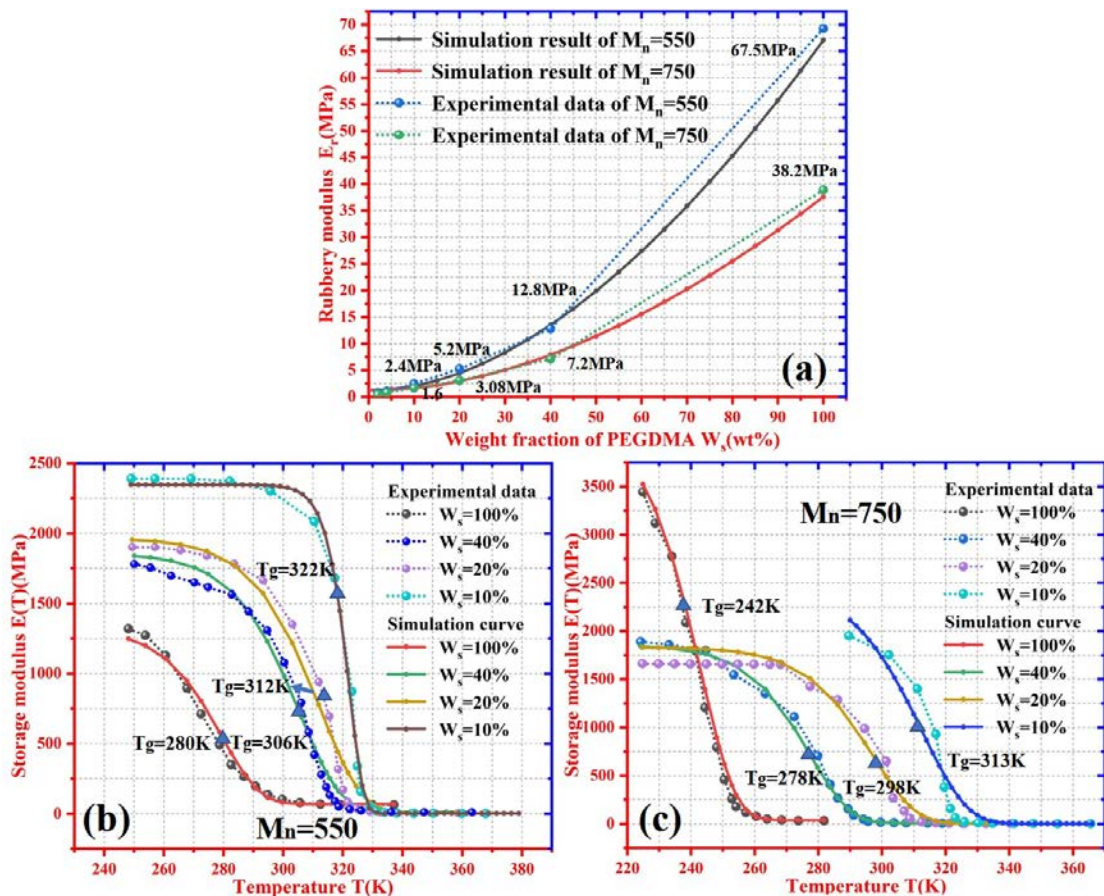 70
65
60
55
50
45
40
35
30
25
20
15
10
5
0
Rubbery modulus Er(MPa)
Simulation result of Mn=550
Simulation result of Mn=750
Experimental data of Mn=550
Experimental data of Mn=750
67.5MPa
38.2MPa
12.8MPa
5.2MPa
2.4MPa
7.2MPa
3.08MPa
1.6
(a)
0 10 20 30 40 50 60 70 80 90 100
Weight fraction of PEGDMA Ws(wt%)
2500
2000
1500
1000
500
0
Storage modulus E(T)(MPa)
Experimental data
Ws=100%
Ws=40%
Ws=20%
Ws=10%
Simulation curve
Ws=100%
Ws=40%
Ws=20%
Ws=10%
Tg=322K
Tg=312K
Tg=280K
Tg=306K
(b)
Mn=550
260 280 300 320 340 360 380
240
Temperature T(K)
3500
3000
2500
2000
1500
1000
500
0
Storage modulus E(T)(MPa)
Mn=750
Experimental data
Ws=100%
Ws=40%
Ws=20%
Ws=10%
Simulation curve
Ws=100%
Ws=40%
Ws=20%
Ws=10%
Tg=242K
Tg=278K
Tg=298K
Tg=313K
(c)
220 240 260 280 300 320 340 360
Temperature T(K)